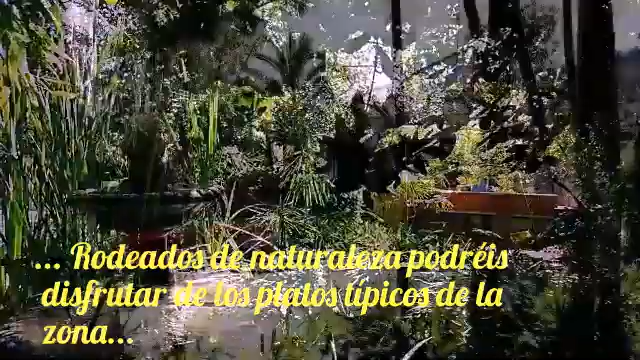 ... Rodeados de naturaleza podréis
disfrutar de los platos típicos de la
zona...